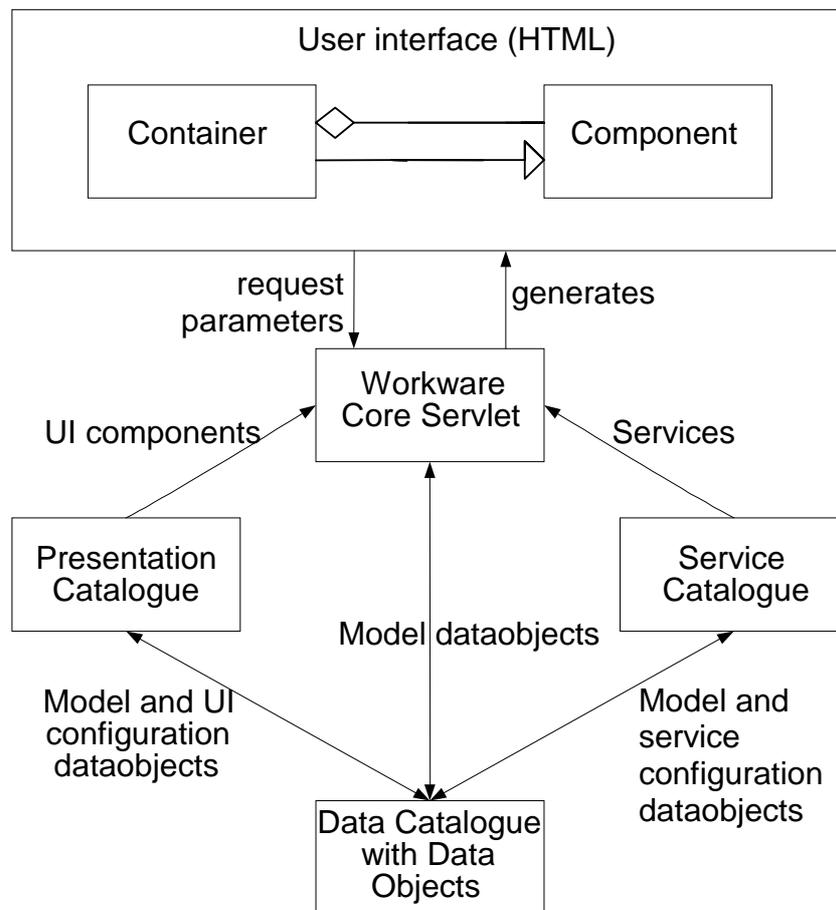 User interface (HTML)
Container
Component
request
parameters
generates
Workware
Core Servlet
UI components
Services
Presentation
Catalogue
Service
Catalogue
Model dataobjects
Model and UI
configuration
dataobjects
Model and
service
configuration
dataobjects
Data Catalogue
with Data
Objects